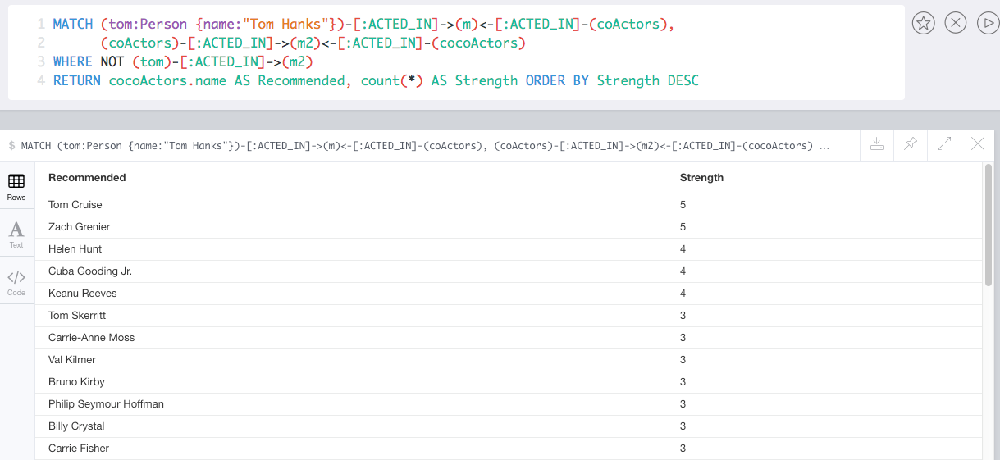 1 MATCH (tom:Person {name:"Tom Hanks"})-[:ACTED_IN]->(m)<-[:ACTED_IN]-(coActors),
2 (coActors)-[:ACTED_IN]->(m2)<-[:ACTED_IN]-(cocoActors)
3 WHERE NOT (tom)-[:ACTED_IN]->(m2)
4 RETURN cocoActors.name AS Recommended, count(*) AS Strength ORDER BY Strength DESC
$ MATCH (tom:Person {name:"Tom Hanks"})-[:ACTED_IN]->(m)<-[:ACTED_IN]-(coActors), (coActors)-[:ACTED_IN]->(m2)<-[:ACTED_IN]-(cocoActors) ...
Rows
A
Text
</>
Code
Recommended Strength
Tom Cruise 5
Zach Grenier 5
Helen Hunt 4
Cuba Gooding Jr. 4
Keanu Reeves 4
Tom Skerritt 3
Carrie-Anne Moss 3
Val Kilmer 3
Bruno Kirby 3
Philip Seymour Hoffman 3
Billy Crystal 3
Carrie Fisher 3